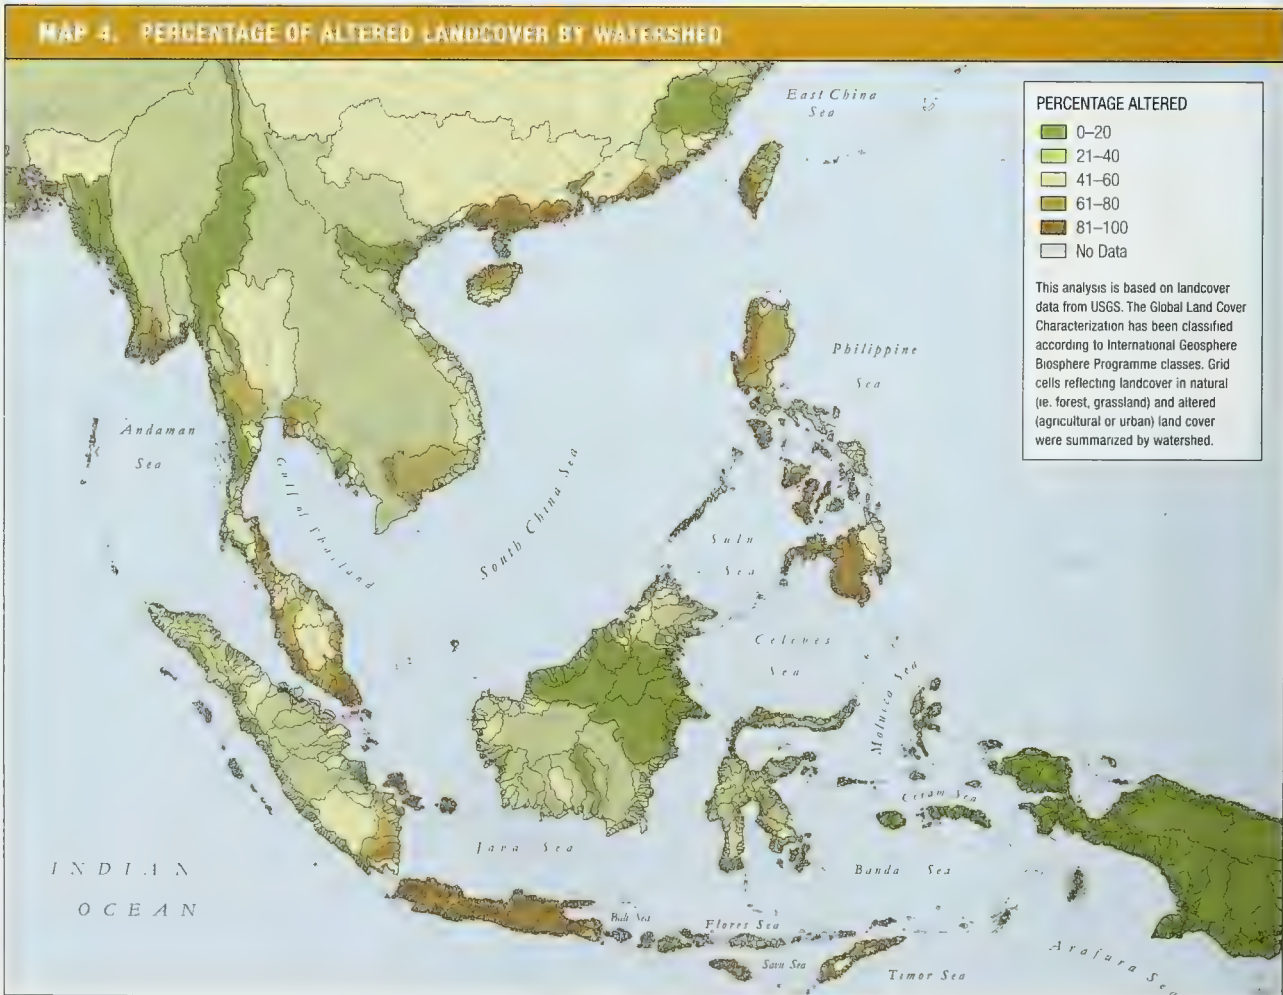 MAP 4. PERCENTAGE OF ALTERED LANDCOVER BY WATERSHED
East China
Sea
PERCENTAGE ALTERED
0–20
21–40
41–60
61–80
81–100
No Data
This analysis is based on landcover
data from USGS. The Global Land Cover
Characterization has been classified
according to International Geosphere
Biosphere Programme classes. Grid
cells reflecting landcover in natural
(ie. forest, grassland) and altered
(agricultural or urban) land cover
were summarized by watershed.
Philippine
Sea
Andaman
Sea
Gulf of Thailand
South China Sea
Sulu
Sea
Celebes
Sea
Molucca Sea
Ceram Sea
Java Sea
Banda Sea
INDIAN
OCEAN
Bali Sea
Flores Sea
Savu Sea
Timor Sea
Arafura Sea